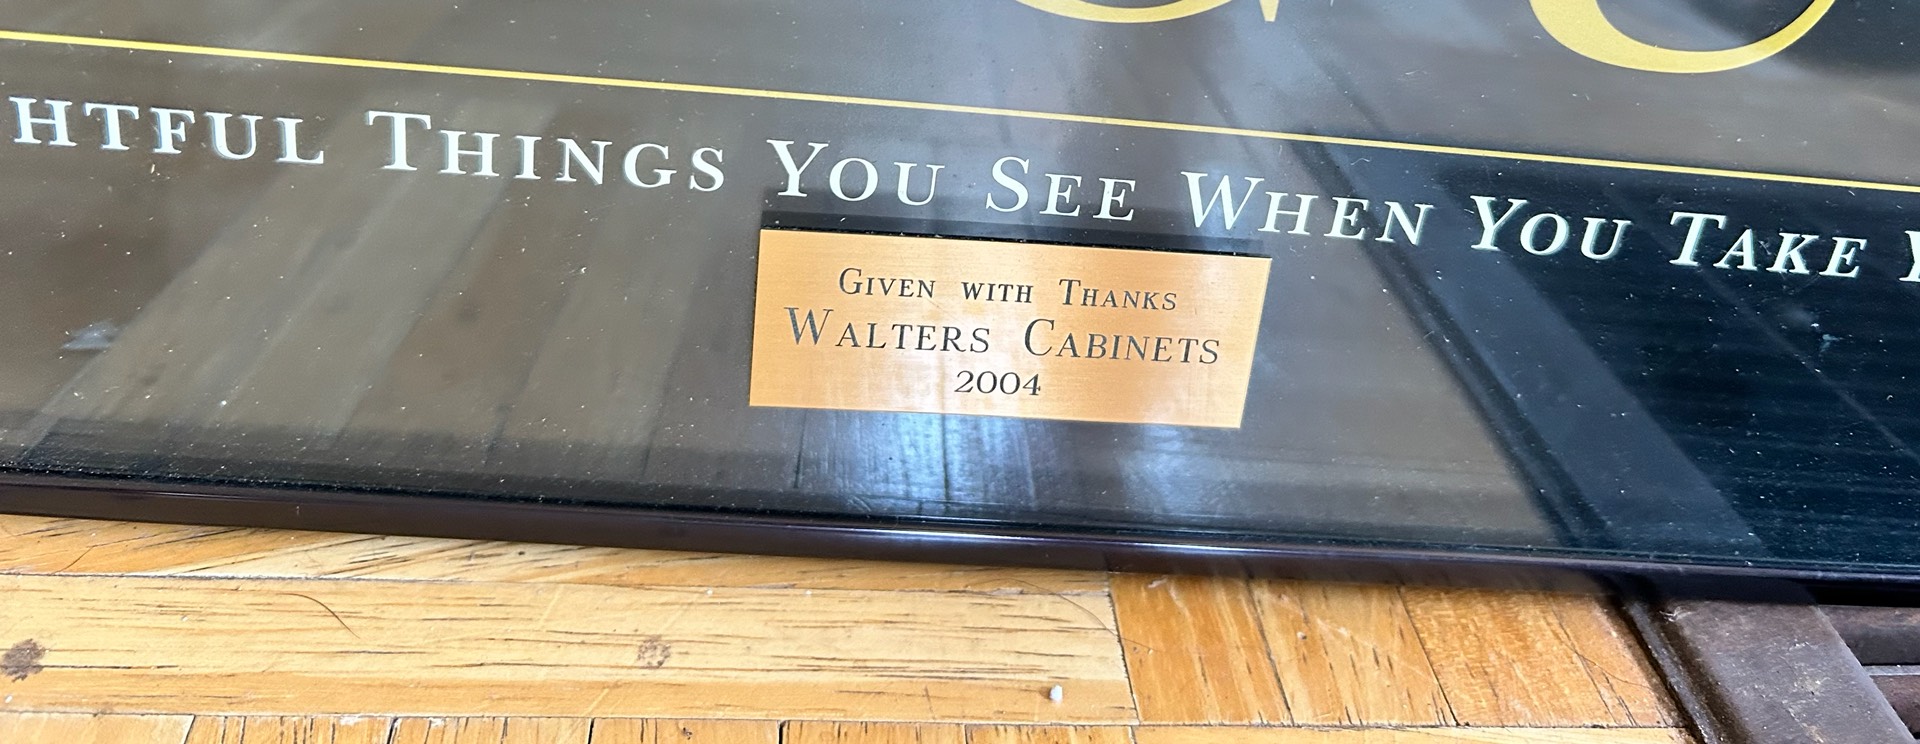 HTFUL THINGS YOU SEE WHEN YOU TAKE
GIVEN WITH THANKS
WALTERS CABINETS
2004